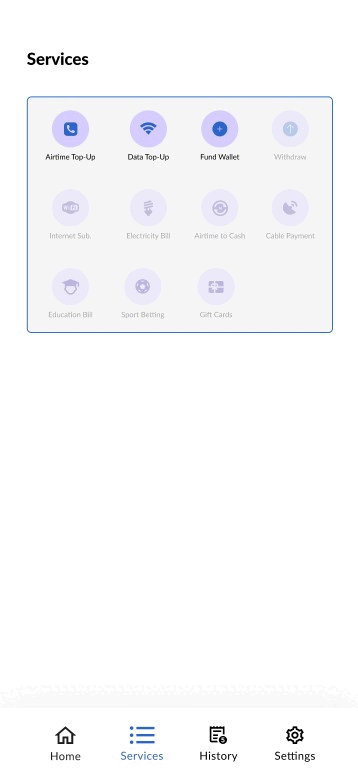 Services
Airtime Top-Up Data Top-Up Fund Wallet Withdraw
Internet Sub. Electricity Bill Airtime to Cash Cable Payment
Education Bill Sport Betting Gift Cards
Home Services History Settings